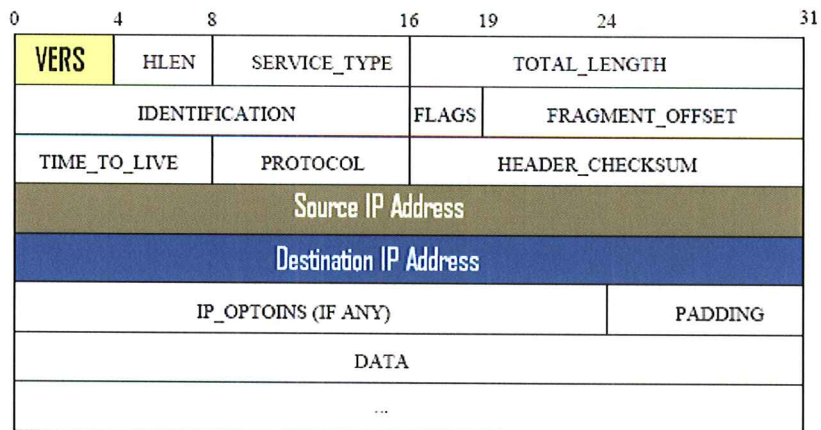 0 4 8 16 19 24 31
VERS HLEN SERVICE_TYPE TOTAL_LENGTH
IDENTIFICATION FLAGS FRAGMENT_OFFSET
TIME_TO_LIVE PROTOCOL HEADER_CHECKSUM
Source IP Address
Destination IP Address
IP_OPTOINS (IF ANY) PADDING
DATA
...